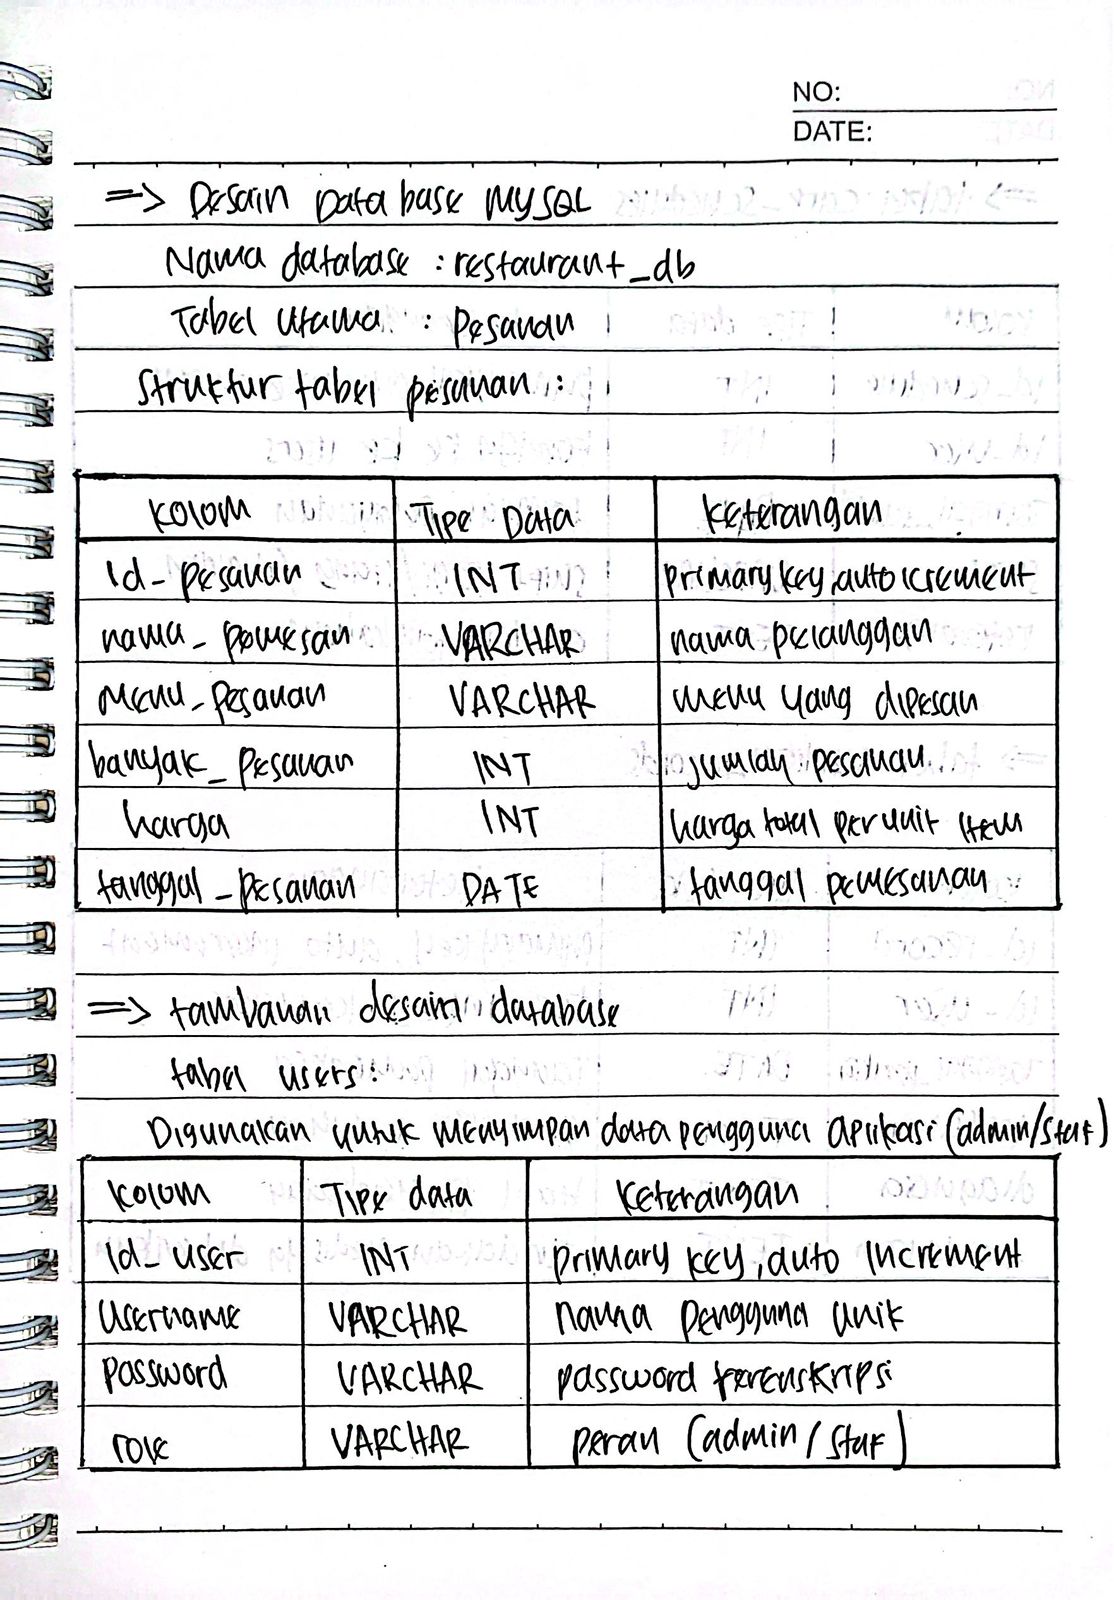 NO:
DATE:
=> Desain Database MySQL
Nama database : restaurant_db
Tabel Utama : Pesanan
Struktur tabel pesanan :
Kolom Tipe Data Keterangan
id_pesanan INT primary key, auto icrement
nama_pemesan VARCHAR nama pelanggan
Menu_pesanan VARCHAR menu yang dipesan
banyak_pesanan INT jumlah pesanan
harga INT harga total per unit item
tanggal_pesanan DATE tanggal pemesanan
=> tambahan desain database
tabel users:
Digunakan untuk menyimpan data pengguna aplikasi (admin/staf)
Kolom Tipe data Keterangan
id_user INT primary key, auto increment
Username VARCHAR nama pengguna unik
Password VARCHAR password terenskripsi
role VARCHAR peran (admin/staf)